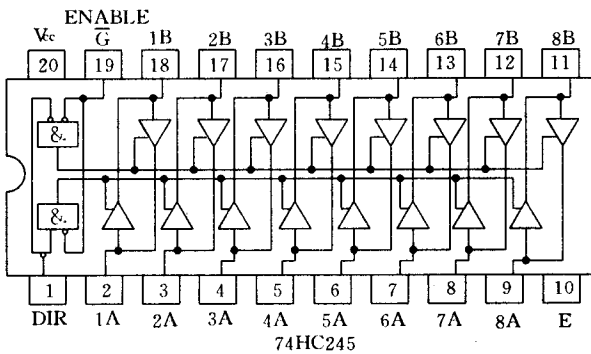 ENABLE
Vcc G 1B 2B 3B 4B 5B 6B 7B 8B
20 19 18 17 16 15 14 13 12 11
&
&
1 2 3 4 5 6 7 8 9 10
DIR 1A 2A 3A 4A 5A 6A 7A 8A E
74HC245